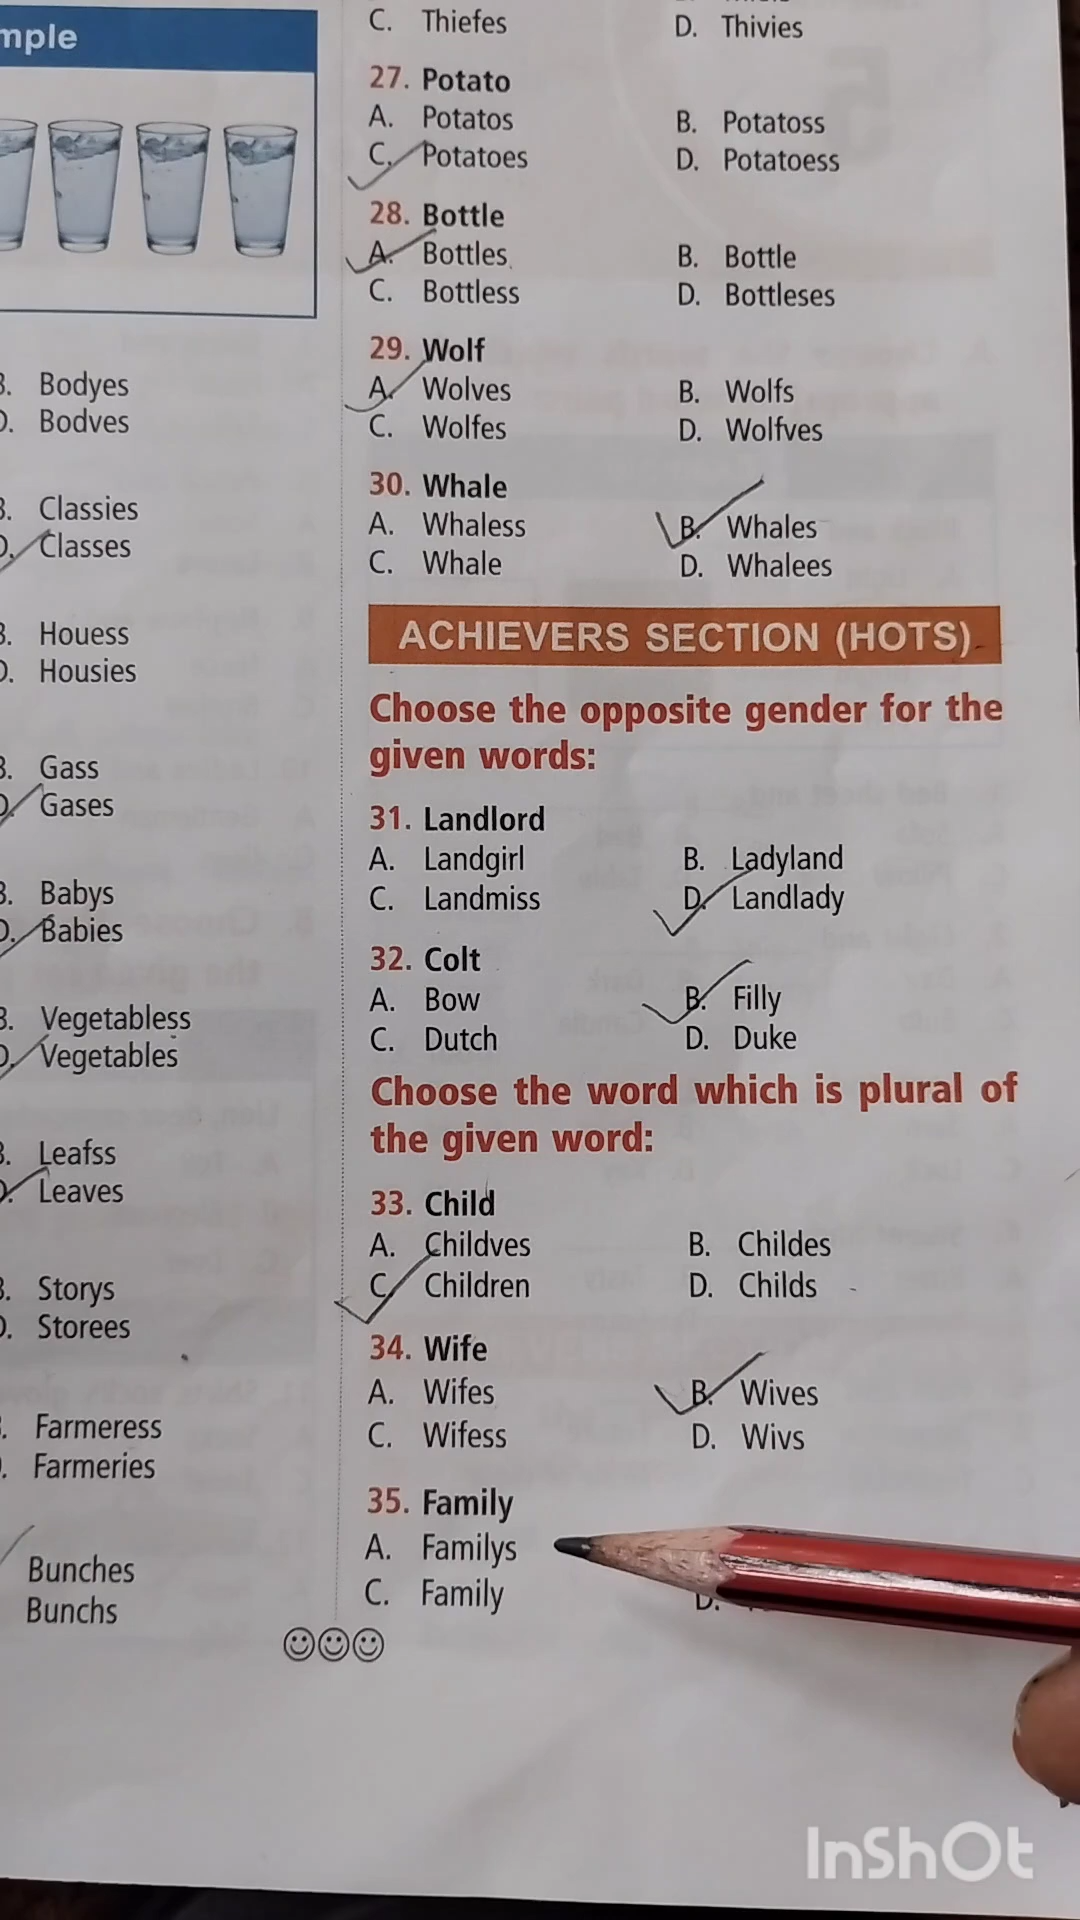 mple
B. Bodyes
D. Bodves
B. Classies
D. Classes
B. Houess
D. Housies
B. Gass
D. Gases
B. Babys
D. Babies
B. Vegetabless
D. Vegetables
B. Leafss
D. Leaves
B. Storys
D. Storees
. Farmeress
. Farmeries
Bunches
Bunchs
C. Thiefes D. Thivies
27. Potato
A. Potatos B. Potatoss
C. Potatoes D. Potatoess
28. Bottle
A. Bottles B. Bottle
C. Bottless D. Bottleses
29. Wolf
A. Wolves B. Wolfs
C. Wolfes D. Wolfves
30. Whale
A. Whaless B. Whales
C. Whale D. Whalees
ACHIEVERS SECTION (HOTS)
Choose the opposite gender for the
given words:
31. Landlord
A. Landgirl B. Ladyland
C. Landmiss D. Landlady
32. Colt
A. Bow B. Filly
C. Dutch D. Duke
Choose the word which is plural of
the given word:
33. Child
A. Childves B. Childes
C. Children D. Childs
34. Wife
A. Wifes B. Wives
C. Wifess D. Wivs
35. Family
A. Familys
C. Family D.
InShOt